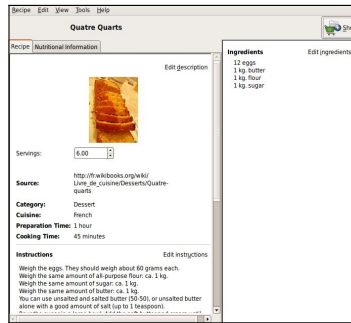 Recipe Edit View Tools Help
Quatre Quarts
Recipe Nutritional Information
Edit description
Servings: 6.00
Source: http://fr.wikibooks.org/wiki/
Livre_de_cuisine/Desserts/Quatre-
quarts
Category: Dessert
Cuisine: French
Preparation Time: 1 hour
Cooking Time: 45 minutes
Instructions Edit instructions
Weigh the eggs. They should weigh about 60 grams each.
Weigh the same amount of all-purpose flour: ca. 1 kg.
Weigh the same amount of sugar: ca. 1 kg.
Weigh the same amount of butter: ca. 1 kg.
You can use unsalted and salted butter (50-50), or unsalted butter
alone with a good amount of salt (up to 1 teaspoon).
Ingredients Edit ingredients
12 eggs
1 kg. butter
1 kg. flour
1 kg. sugar